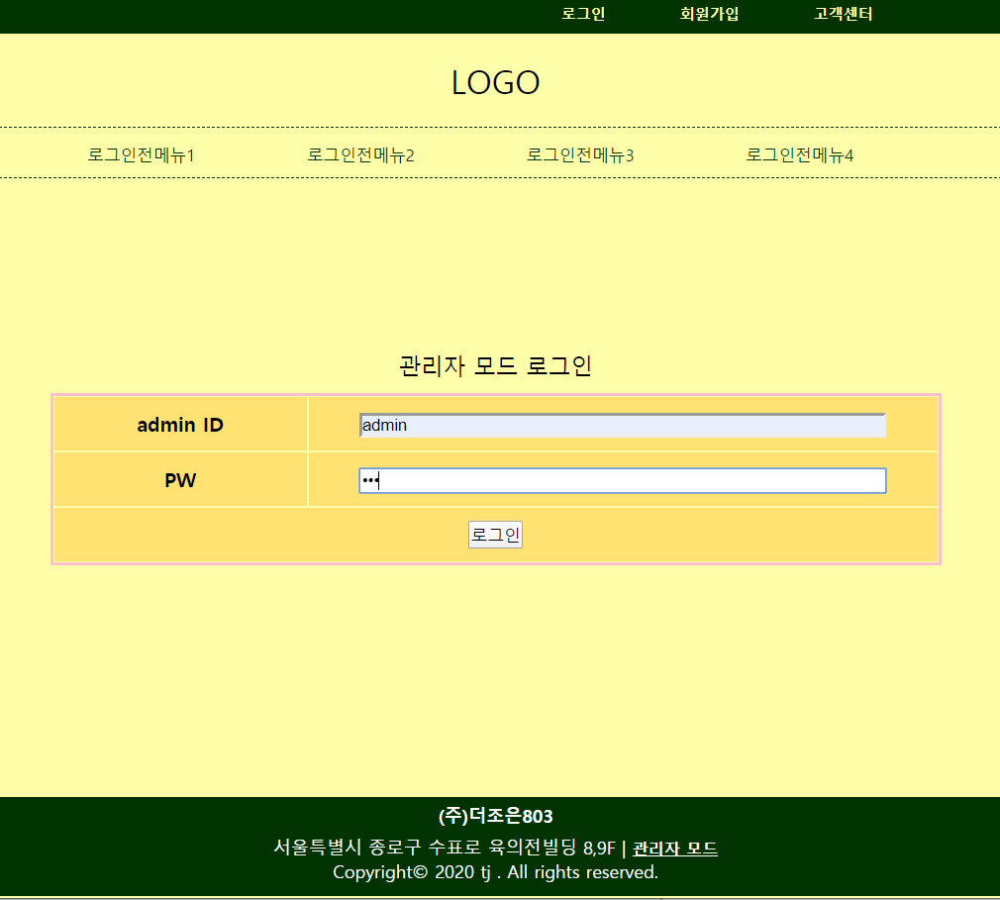 로그인 회원가입 고객센터
LOGO
로그인전메뉴1 로그인전메뉴2 로그인전메뉴3 로그인전메뉴4
관리자 모드 로그인
admin ID admin
PW •••
로그인
(주)더조은803
서울특별시 종로구 수표로 육의전빌딩 8,9F | 관리자 모드
Copyright© 2020 tj . All rights reserved.